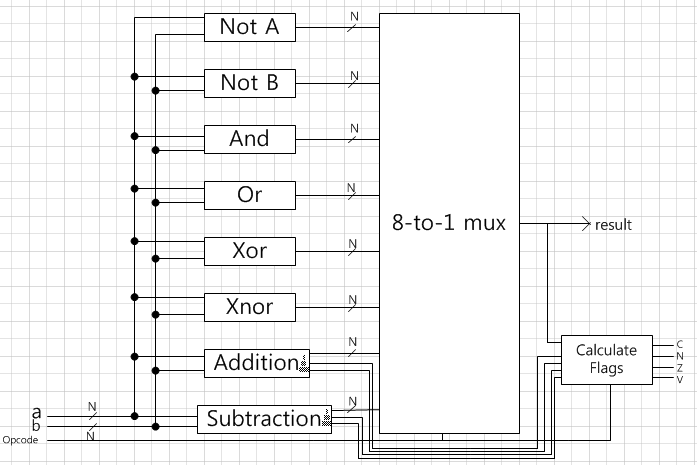 Not A
N
Not B
N
And
N
Or
N
Xor
N
Xnor
N
Addition
N
Subtraction
N
8-to-1 mux
result
Calculate
Flags
C
N
Z
V
a
N
b
N
Opcode